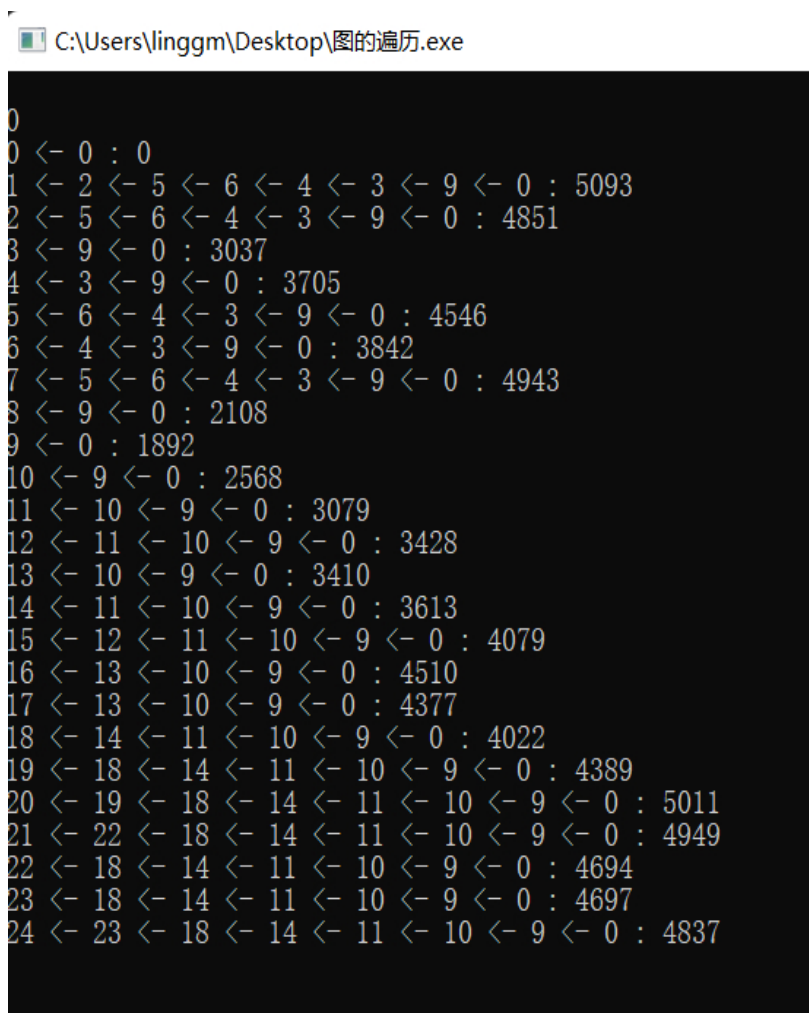 C:\Users\linggm\Desktop\图的遍历.exe
0
0 <- 0 : 0
1 <- 2 <- 5 <- 6 <- 4 <- 3 <- 9 <- 0 : 5093
2 <- 5 <- 6 <- 4 <- 3 <- 9 <- 0 : 4851
3 <- 9 <- 0 : 3037
4 <- 3 <- 9 <- 0 : 3705
5 <- 6 <- 4 <- 3 <- 9 <- 0 : 4546
6 <- 4 <- 3 <- 9 <- 0 : 3842
7 <- 5 <- 6 <- 4 <- 3 <- 9 <- 0 : 4943
8 <- 9 <- 0 : 2108
9 <- 0 : 1892
10 <- 9 <- 0 : 2568
11 <- 10 <- 9 <- 0 : 3079
12 <- 11 <- 10 <- 9 <- 0 : 3428
13 <- 10 <- 9 <- 0 : 3410
14 <- 11 <- 10 <- 9 <- 0 : 3613
15 <- 12 <- 11 <- 10 <- 9 <- 0 : 4079
16 <- 13 <- 10 <- 9 <- 0 : 4510
17 <- 13 <- 10 <- 9 <- 0 : 4377
18 <- 14 <- 11 <- 10 <- 9 <- 0 : 4022
19 <- 18 <- 14 <- 11 <- 10 <- 9 <- 0 : 4389
20 <- 19 <- 18 <- 14 <- 11 <- 10 <- 9 <- 0 : 5011
21 <- 22 <- 18 <- 14 <- 11 <- 10 <- 9 <- 0 : 4949
22 <- 18 <- 14 <- 11 <- 10 <- 9 <- 0 : 4694
23 <- 18 <- 14 <- 11 <- 10 <- 9 <- 0 : 4697
24 <- 23 <- 18 <- 14 <- 11 <- 10 <- 9 <- 0 : 4837